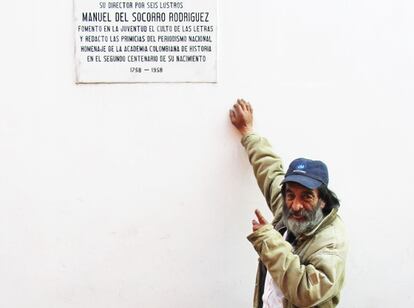 SU DIRECTOR POR SEIS LUSTROS
MANUEL DEL SOCORRO RODRIGUEZ
FOMENTO EN LA JUVENTUD EL CULTO DE LAS LETRAS
Y REDACTO LAS PRIMICIAS DEL PERIODISMO NACIONAL
HOMENAJE DE LA ACADEMIA COLOMBIANA DE HISTORIA
EN EL SEGUNDO CENTENARIO DE SU NACIMIENTO
1758 — 1958